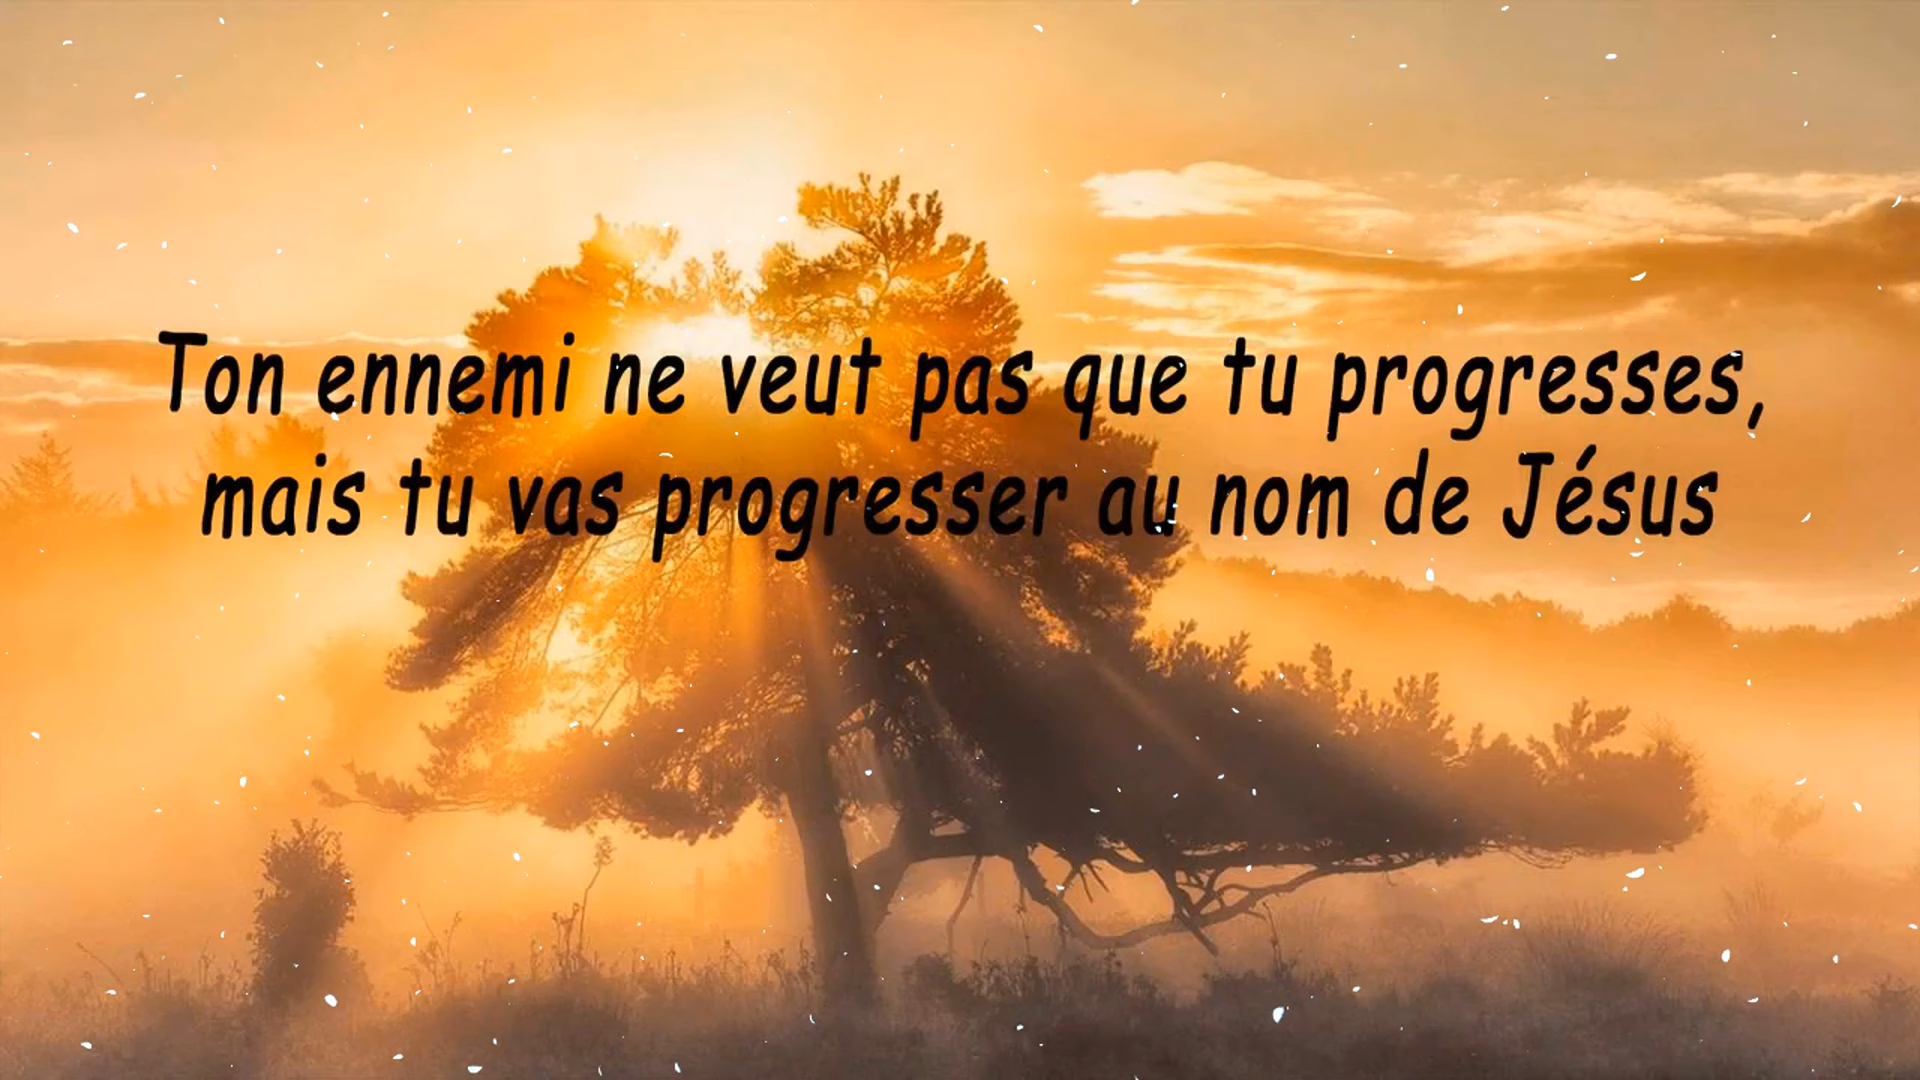 Ton ennemi ne veut pas que tu progresses,
mais tu vas progresser au nom de Jésus